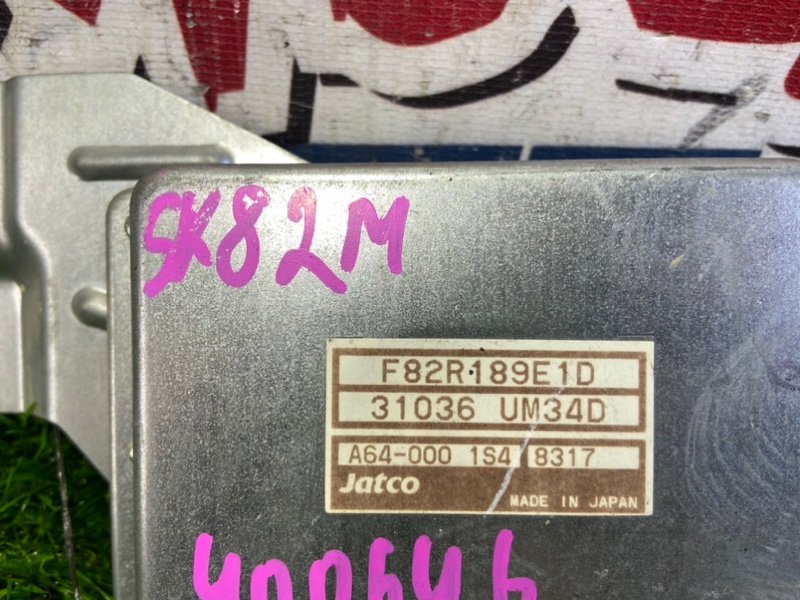 SK82M
F82R189E1D
31036 UM34D
A64-000 1S4 8317
Jatco
MADE IN JAPAN